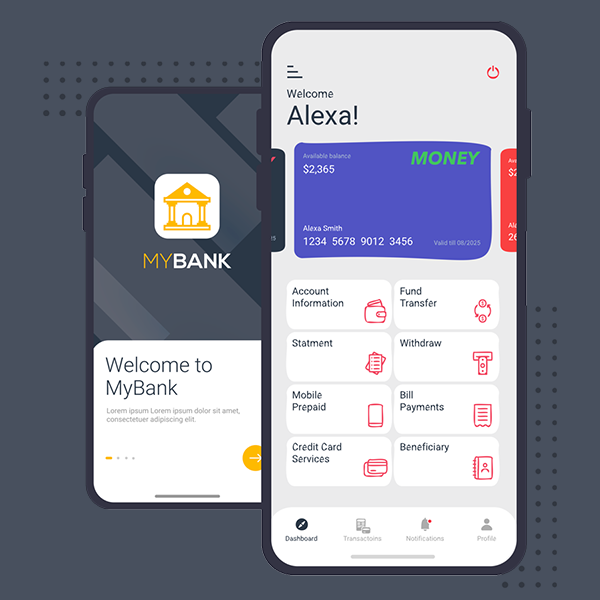 MYBANK
Welcome to
MyBank
Lorem ipsum Lorem ipsum dolor sit amet,
consectetuer adipiscing elit.
Welcome
Alexa!
Available balance
MONEY
$2,365
Alexa Smith
1234 5678 9012 3456
Valid till 08/2025
Account
Information
Fund
Transfer
Statment
Withdraw
Mobile
Prepaid
Bill
Payments
Credit Card
Services
Beneficiary
Dashboard
Transactoins
Notifications
Profile